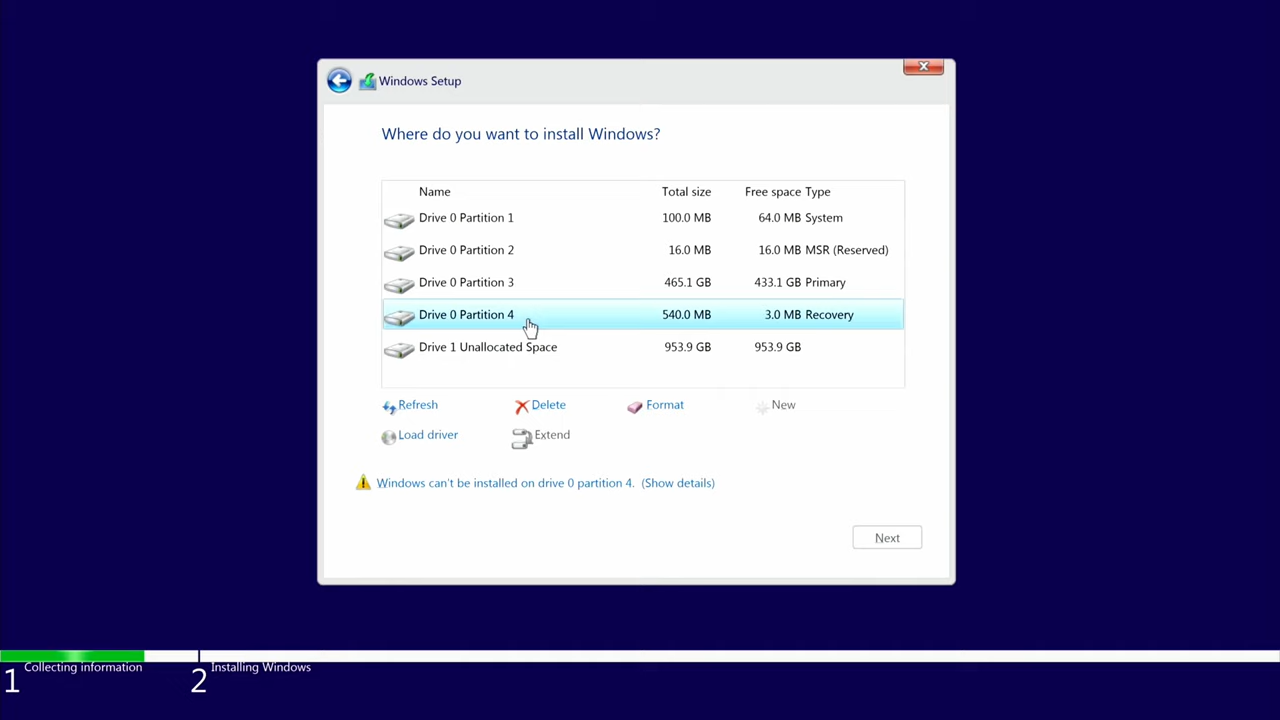 Windows Setup
Where do you want to install Windows?
Name Total size Free space Type
Drive 0 Partition 1 100.0 MB 64.0 MB System
Drive 0 Partition 2 16.0 MB 16.0 MB MSR (Reserved)
Drive 0 Partition 3 465.1 GB 433.1 GB Primary
Drive 0 Partition 4 540.0 MB 3.0 MB Recovery
Drive 1 Unallocated Space 953.9 GB 953.9 GB
Refresh Delete Format New
Load driver Extend
Windows can't be installed on drive 0 partition 4. (Show details)
Next
1 Collecting information 2 Installing Windows